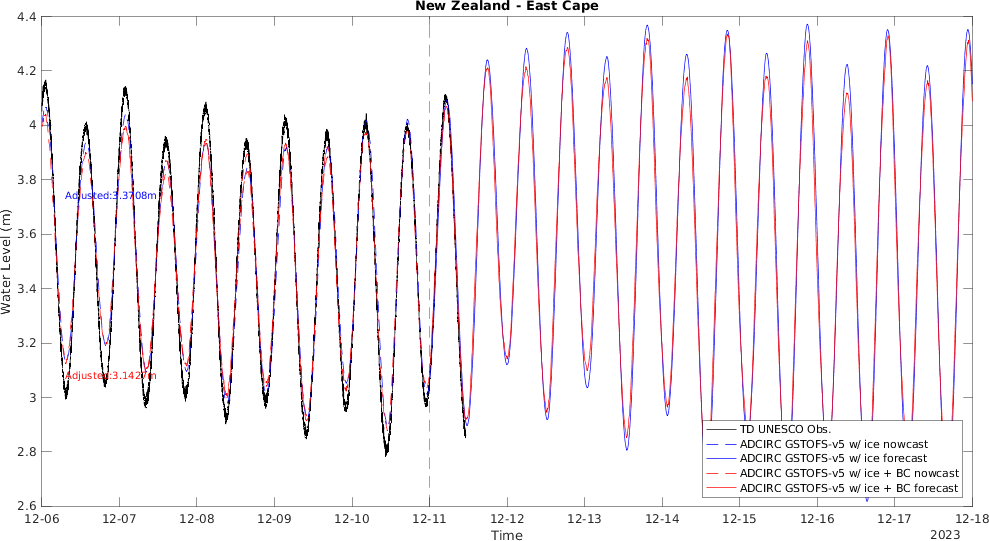 New Zealand - East Cape
4.4
4.2
4
3.8
3.6
3.4
3.2
3
2.8
2.6
Water Level (m)
Adjusted:3.3708m
Adjusted:3.1427m
TD UNESCO Obs.
ADCIRC GSTOFS-v5 w/ ice nowcast
ADCIRC GSTOFS-v5 w/ ice forecast
ADCIRC GSTOFS-v5 w/ ice + BC nowcast
ADCIRC GSTOFS-v5 w/ ice + BC forecast
12-06 12-07 12-08 12-09 12-10 12-11 12-12 12-13 12-14 12-15 12-16 12-17 12-18
Time
2023